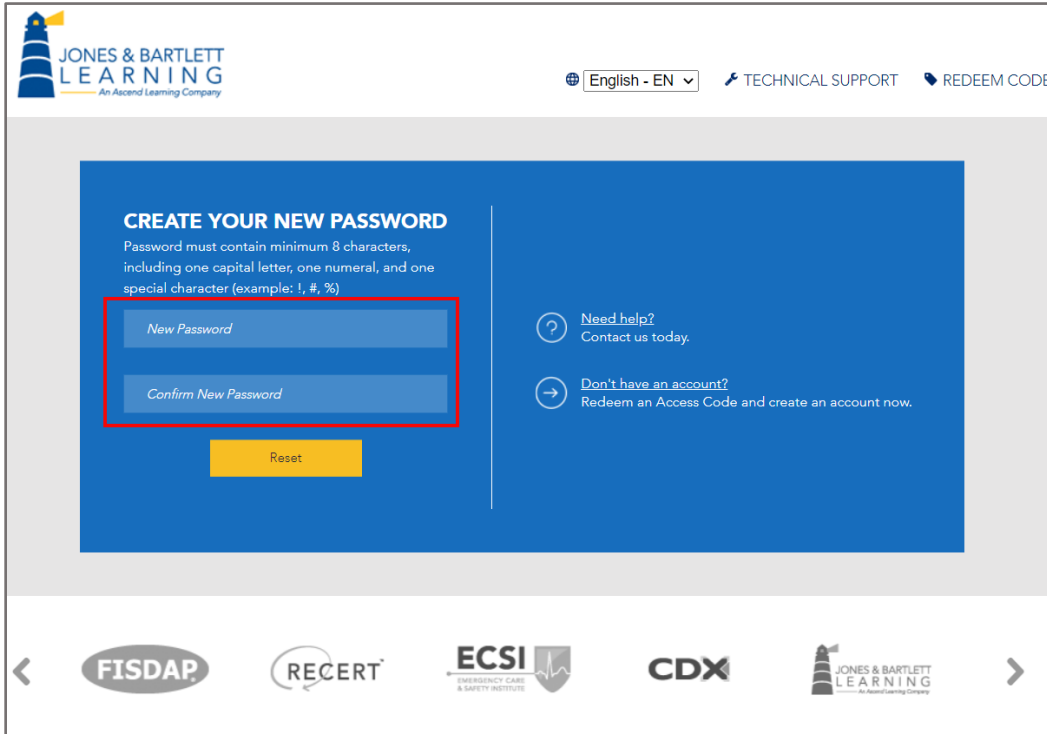 JONES & BARTLETT
LEARNING
An Ascend Learning Company
English - EN
TECHNICAL SUPPORT
REDEEM CODE
CREATE YOUR NEW PASSWORD
Password must contain minimum 8 characters,
including one capital letter, one numeral, and one
special character (example: !, #, %)
New Password
Confirm New Password
Reset
?
Need help?
Contact us today.
Don't have an account?
Redeem an Access Code and create an account now.
FISDAP
RECERT
ECSI
EMERGENCY CARE
& SAFETY INSTITUTE
CDX
JONES & BARTLETT
LEARNING
An Ascend Learning Company